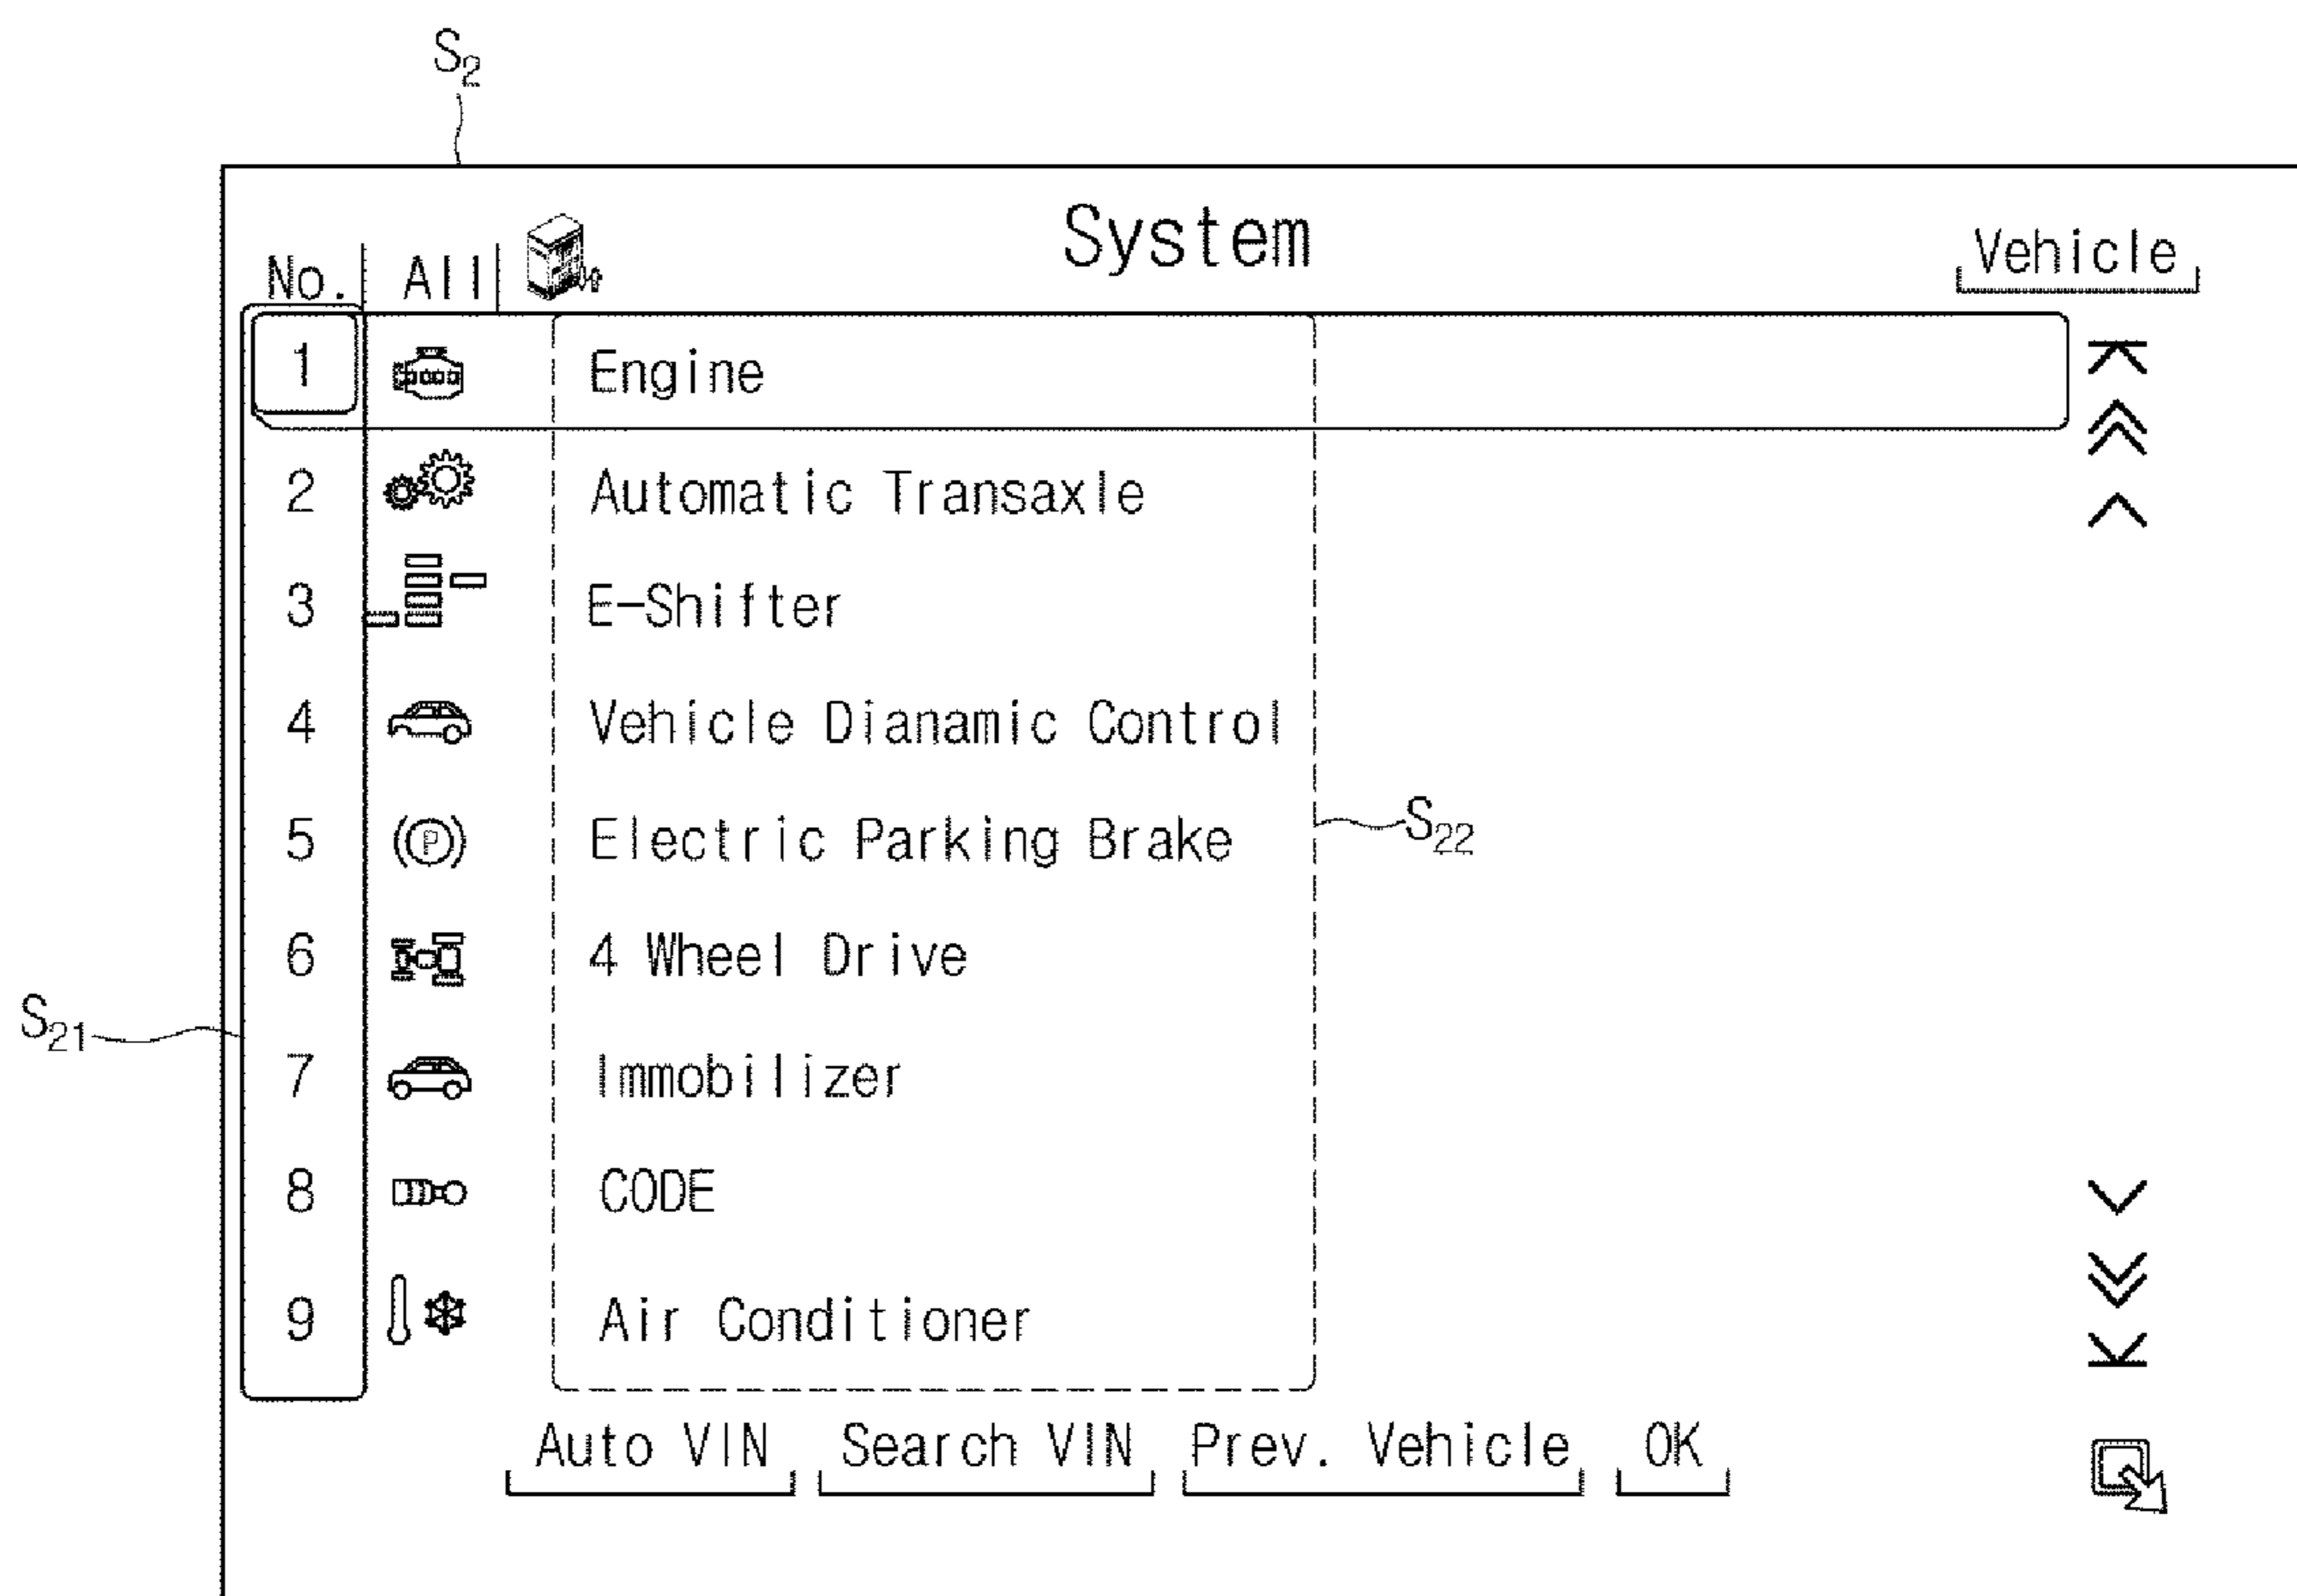 S2
System
Vehicle
No. All
1 Engine
2 Automatic Transaxle
3 E-Shifter
4 Vehicle Dianamic Control
5 (P) Electric Parking Brake
S22
6 4 Wheel Drive
S21
7 Immobilizer
8 CODE
9 Air Conditioner
Auto VIN Search VIN Prev. Vehicle OK